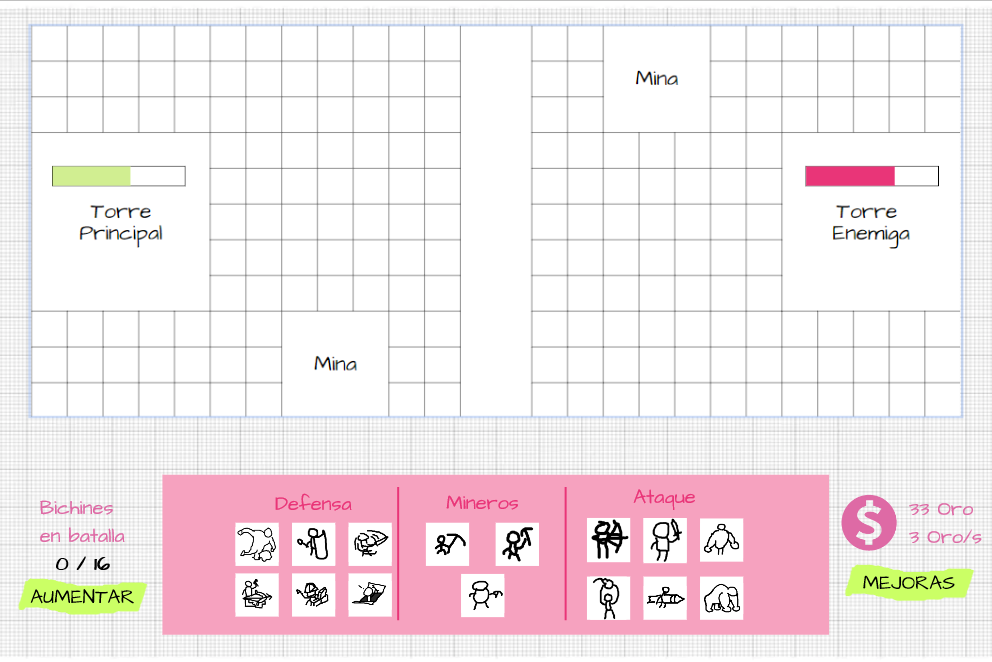 Mina
Torre
Principal
Torre
Enemiga
Mina
Bichines
en batalla
0 / 16
AUMENTAR
Defensa
Mineros
Ataque
$
33 Oro
3 Oro/s
MEJORAS